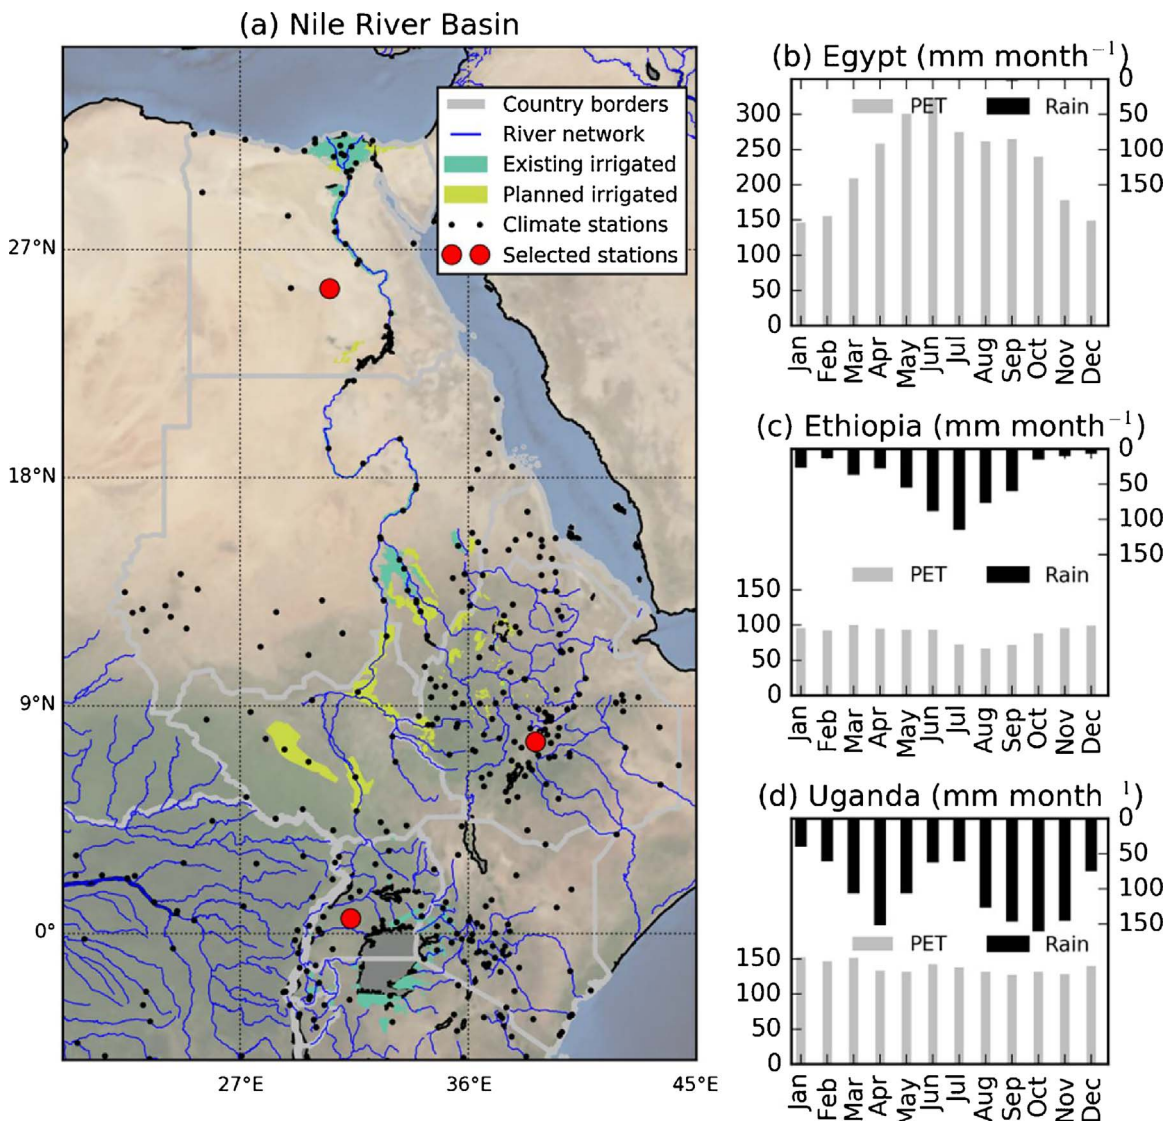 (a) Nile River Basin
Country borders
River network
Existing irrigated
Planned irrigated
Climate stations
Selected stations
27°N
18°N
9°N
0°
27°E 36°E 45°E
(b) Egypt (mm month⁻¹)
PET Rain
300
250
200
150
100
50
0
0
50
100
150
Jan Feb Mar Apr May Jun Jul Aug Sep Oct Nov Dec
(c) Ethiopia (mm month⁻¹)
0
50
100
150
PET Rain
150
100
50
0
Jan Feb Mar Apr May Jun Jul Aug Sep Oct Nov Dec
(d) Uganda (mm month ¹)
0
50
100
150
PET Rain
150
100
50
0
Jan Feb Mar Apr May Jun Jul Aug Sep Oct Nov Dec